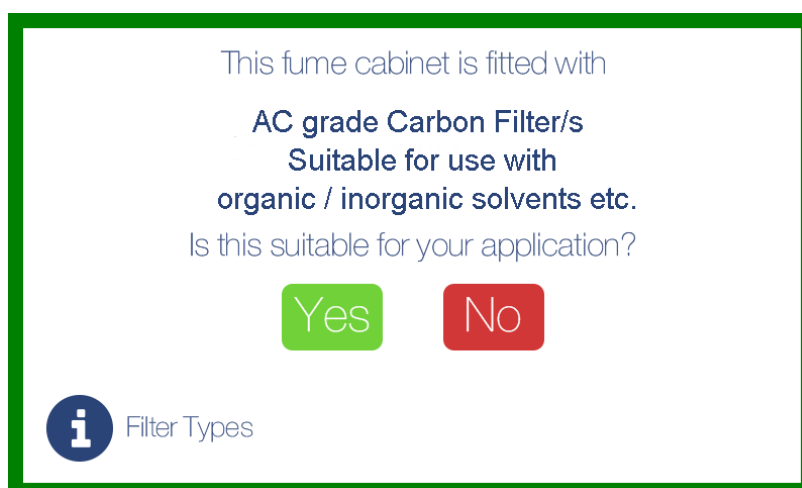 This fume cabinet is fitted with
AC grade Carbon Filter/s
Suitable for use with
organic / inorganic solvents etc.
Is this suitable for your application?
Yes No
Filter Types